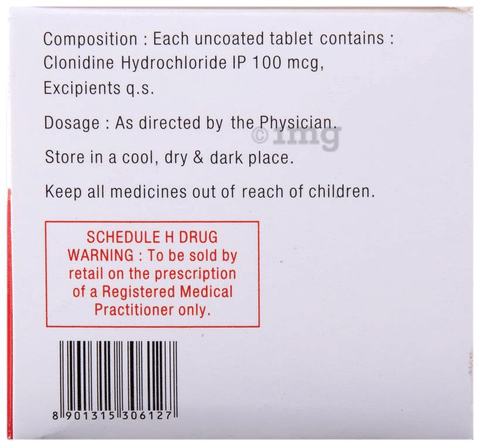 Composition : Each uncoated tablet contains :
Clonidine Hydrochloride IP 100 mcg,
Excipients q.s.
Dosage : As directed by the Physician.
© 1mg
Store in a cool, dry & dark place.
Keep all medicines out of reach of children.
SCHEDULE H DRUG
WARNING : To be sold by
retail on the prescription
of a Registered Medical
Practitioner only.
8 901315 306127